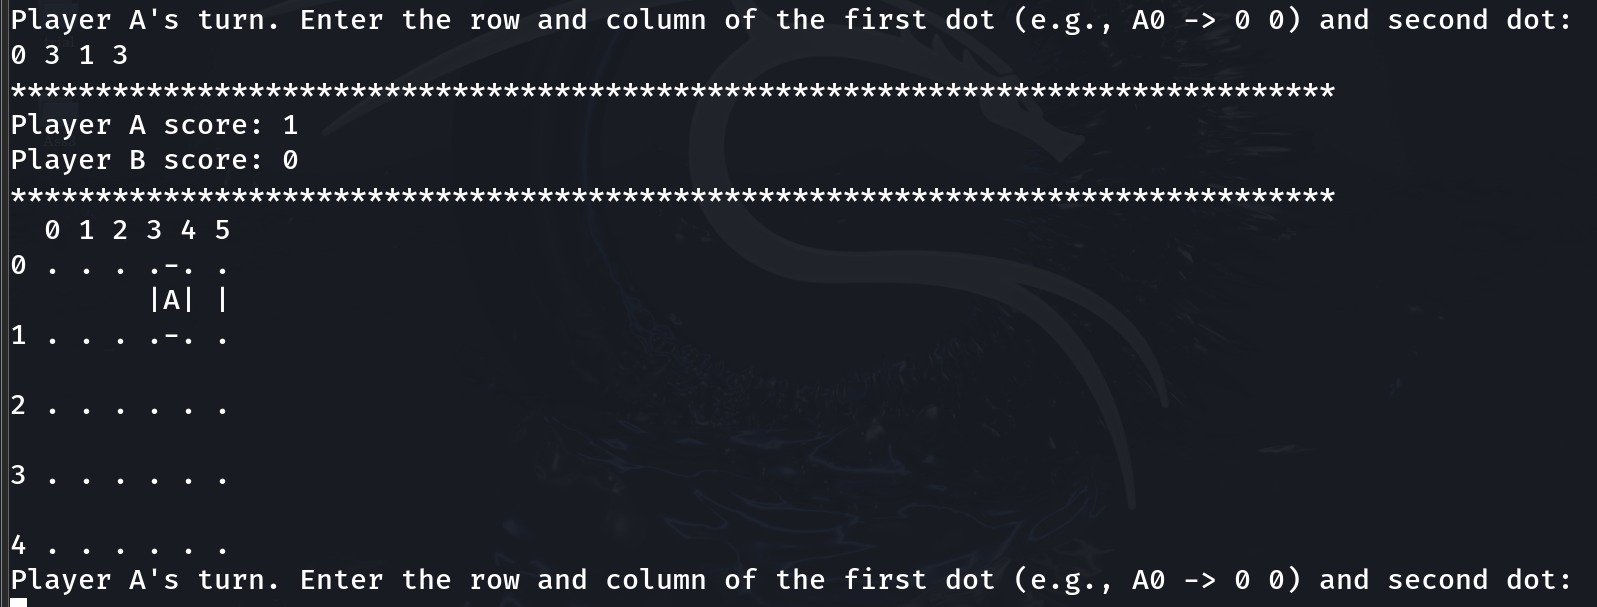 Player A's turn. Enter the row and column of the first dot (e.g., A0 -> 0 0) and second dot:
0 3 1 3
******************************************************************************
Player A score: 1
Player B score: 0
******************************************************************************
  0 1 2 3 4 5
0 . . . .-. .
        |A| |
1 . . . .-. .
2 . . . . . .
3 . . . . . .
4 . . . . . .
Player A's turn. Enter the row and column of the first dot (e.g., A0 -> 0 0) and second dot: